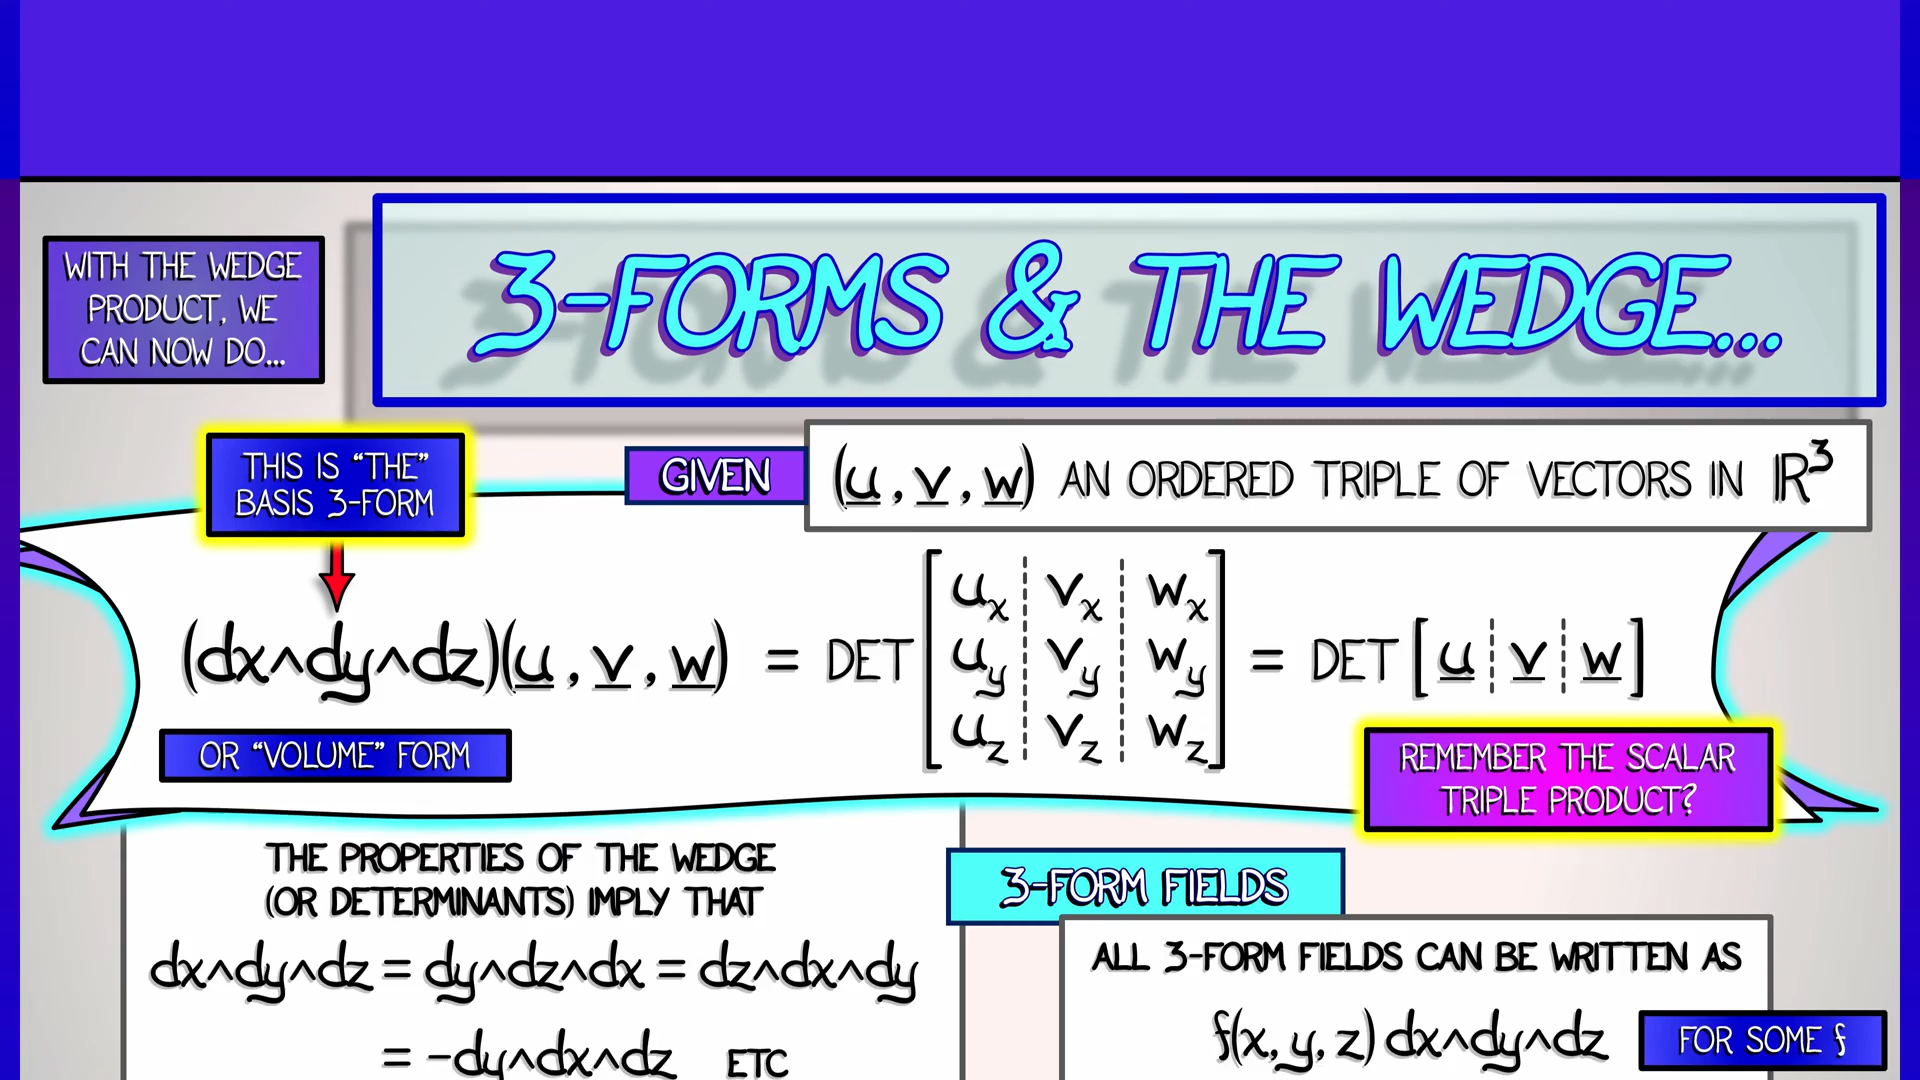 WITH THE WEDGE
PRODUCT, WE
CAN NOW DO...
3-FORMS & THE WEDGE...
THIS IS “THE”
BASIS 3-FORM
GIVEN
(u, v, w) AN ORDERED TRIPLE OF VECTORS IN ℝ³
(dx∧dy∧dz)(u, v, w) = DET [u_x v_x w_x
u_y v_y w_y
u_z v_z w_z] = DET [u v w]
OR “VOLUME” FORM
REMEMBER THE SCALAR
TRIPLE PRODUCT?
THE PROPERTIES OF THE WEDGE
(OR DETERMINANTS) IMPLY THAT
dx∧dy∧dz = dy∧dz∧dx = dz∧dx∧dy
= -dy∧dx∧dz ETC
3-FORM FIELDS
ALL 3-FORM FIELDS CAN BE WRITTEN AS
f(x, y, z) dx∧dy∧dz
FOR SOME f